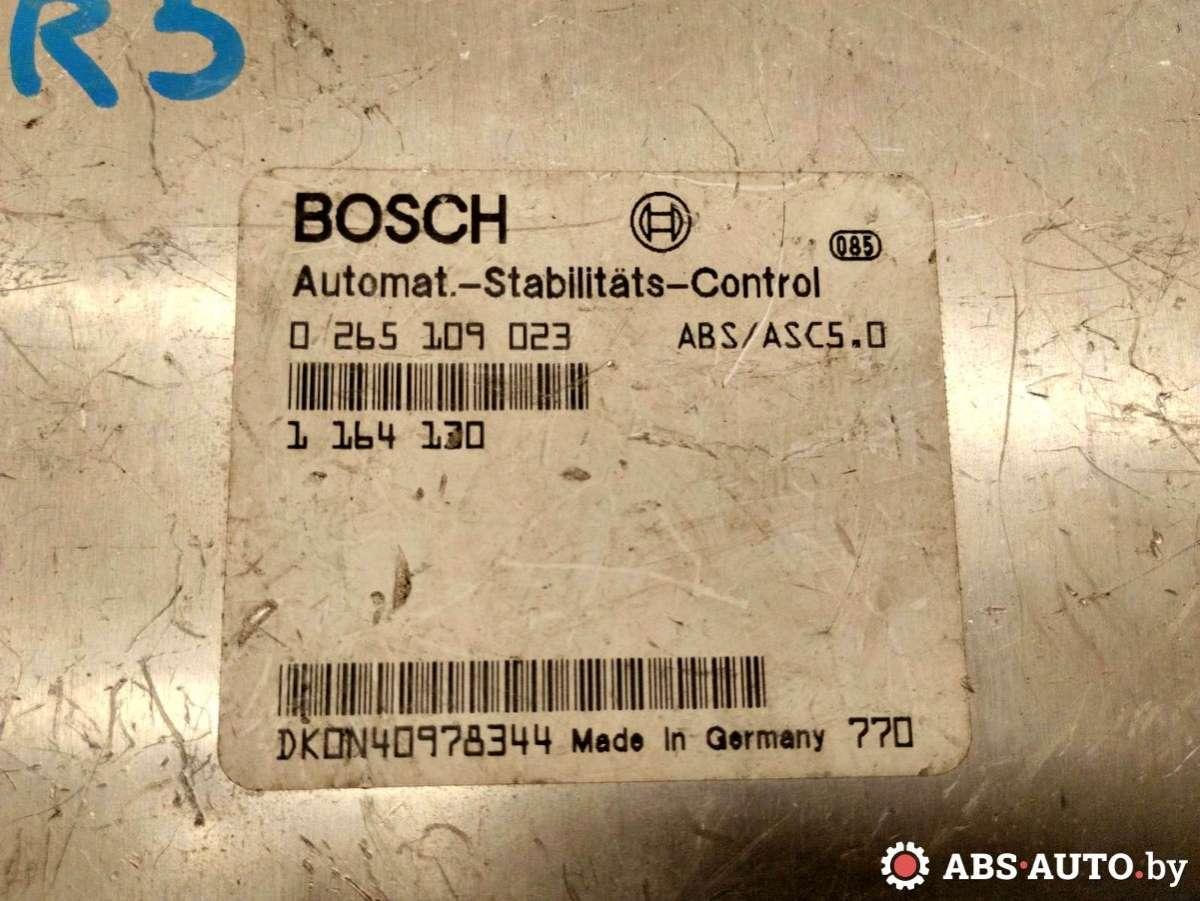 R5
BOSCH
085
Automat.-Stabilitäts-Control
0 265 109 023 ABS/ASC5.0
1 164 130
DK0N40978344 Made in Germany 770
ABS·AUTO.by